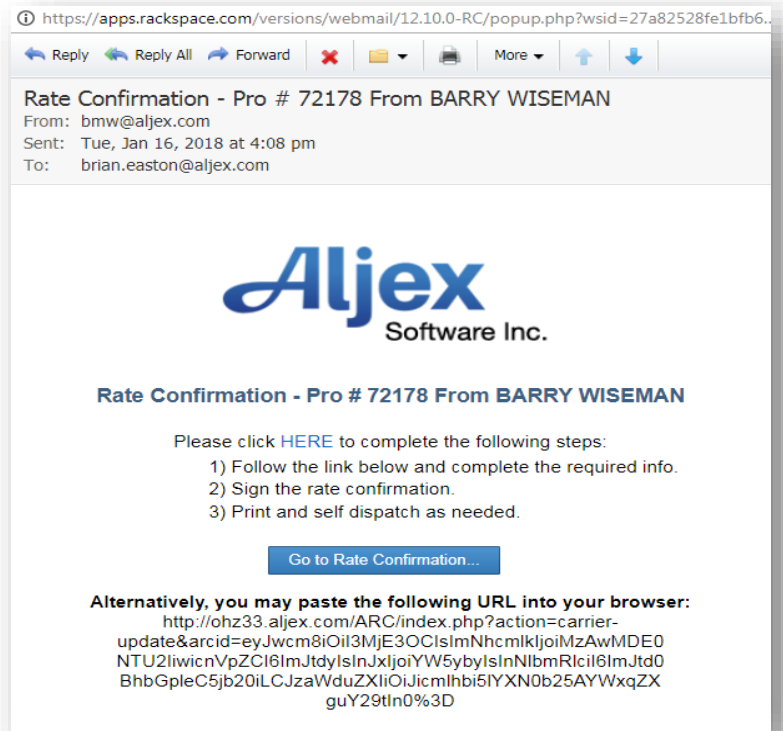 https://apps.rackspace.com/versions/webmail/12.10.0-RC/popup.php?wsid=27a82528fe1bfb6..
Reply Reply All Forward More
Rate Confirmation - Pro # 72178 From BARRY WISEMAN
From: bmw@aljex.com
Sent: Tue, Jan 16, 2018 at 4:08 pm
To: brian.easton@aljex.com
Aljex
Software Inc.
Rate Confirmation - Pro # 72178 From BARRY WISEMAN
Please click HERE to complete the following steps:
1) Follow the link below and complete the required info.
2) Sign the rate confirmation.
3) Print and self dispatch as needed.
Go to Rate Confirmation...
Alternatively, you may paste the following URL into your browser:
http://ohz33.aljex.com/ARC/index.php?action=carrier-
update&arcid=eyJwcm8iOiI3MjE3OCIsImNhcmlkIjoiMzAwMDE0
NTU2IiwicnVpZCI6ImJtdyIsInJxIjoiYW5ybyIsInNlbmRlciI6ImJtd0
BhbGpleC5jb20iLCJzaWduZXIiOiJicmlhbi5lYXN0b25AYWxqZX
guY29tIn0%3D